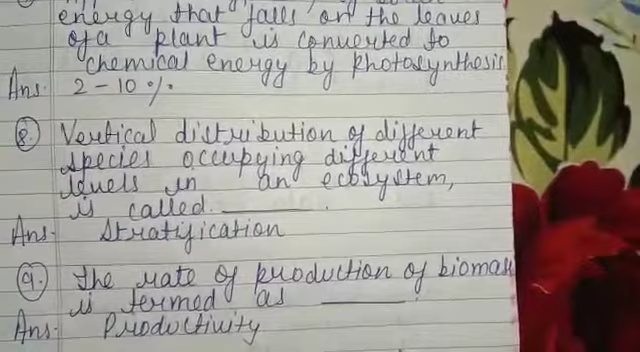 energy that falls on the leaves
of a plant is converted to
chemical energy by photosynthesis
Ans. 2-10%.
8. Vertical distribution of different
species occupying different
levels in an ecosystem,
is called ______.
Ans. Stratification
9. The rate of production of biomass
is termed as ______.
Ans. Productivity